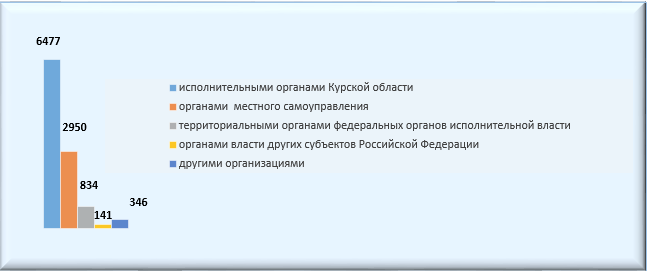 6477
2950
834
141
346
исполнительными органами Курской области
органами местного самоуправления
территориальными органами федеральных органов исполнительной власти
органами власти других субъектов Российской Федерации
другими организациями